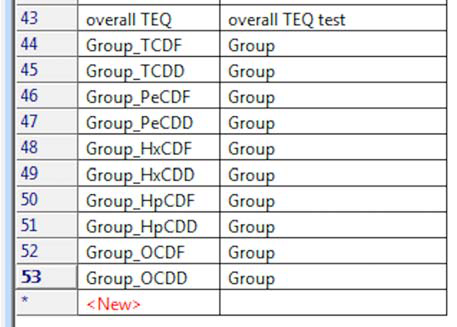 43 overall TEQ overall TEQ test
44 Group_TCDF Group
45 Group_TCDD Group
46 Group_PeCDF Group
47 Group_PeCDD Group
48 Group_HxCDF Group
49 Group_HxCDD Group
50 Group_HpCDF Group
51 Group_HpCDD Group
52 Group_OCDF Group
53 Group_OCDD Group
* <New>